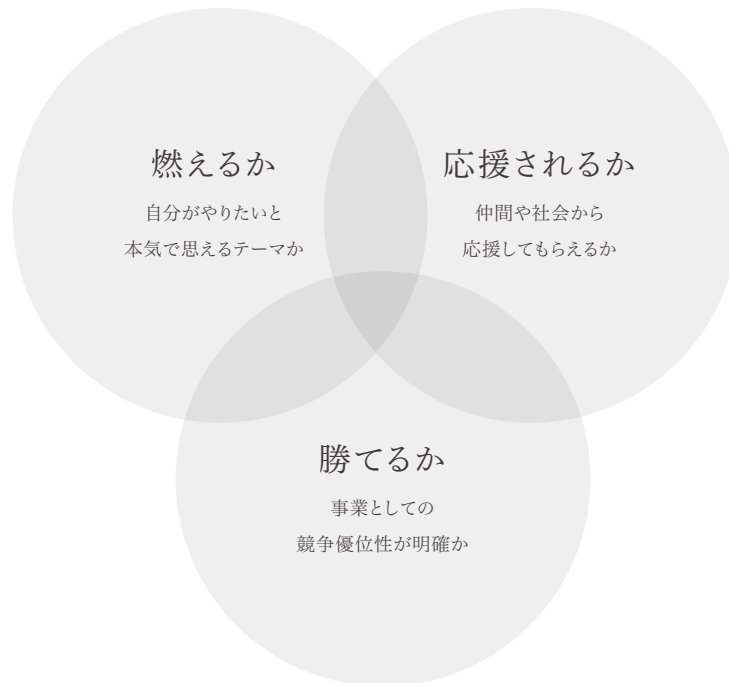 燃えるか
自分がやりたいと
本気で思えるテーマか
応援されるか
仲間や社会から
応援してもらえるか
勝てるか
事業としての
競争優位性が明確か